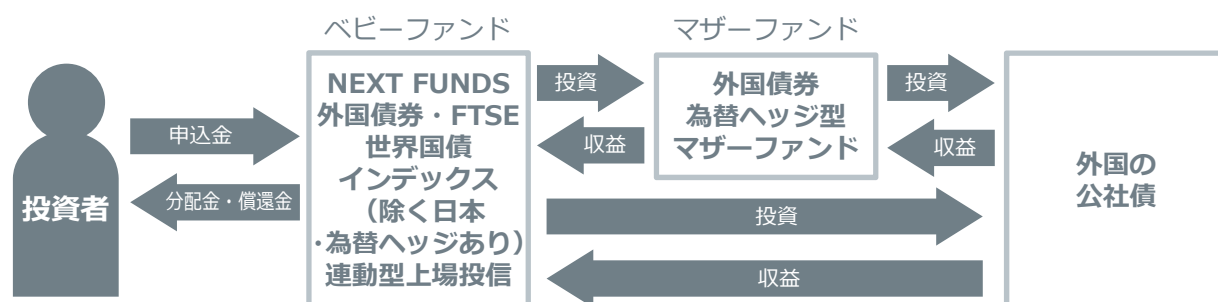 ベビーファンド
マザーファンド
NEXT FUNDS
外国債券・FTSE
世界国債
インデックス
（除く日本
・為替ヘッジあり）
連動型上場投信
投資
外国債券
為替ヘッジ型
マザーファンド
投資
申込金
収益
収益
外国の
公社債
投資者
分配金・償還金
投資
収益